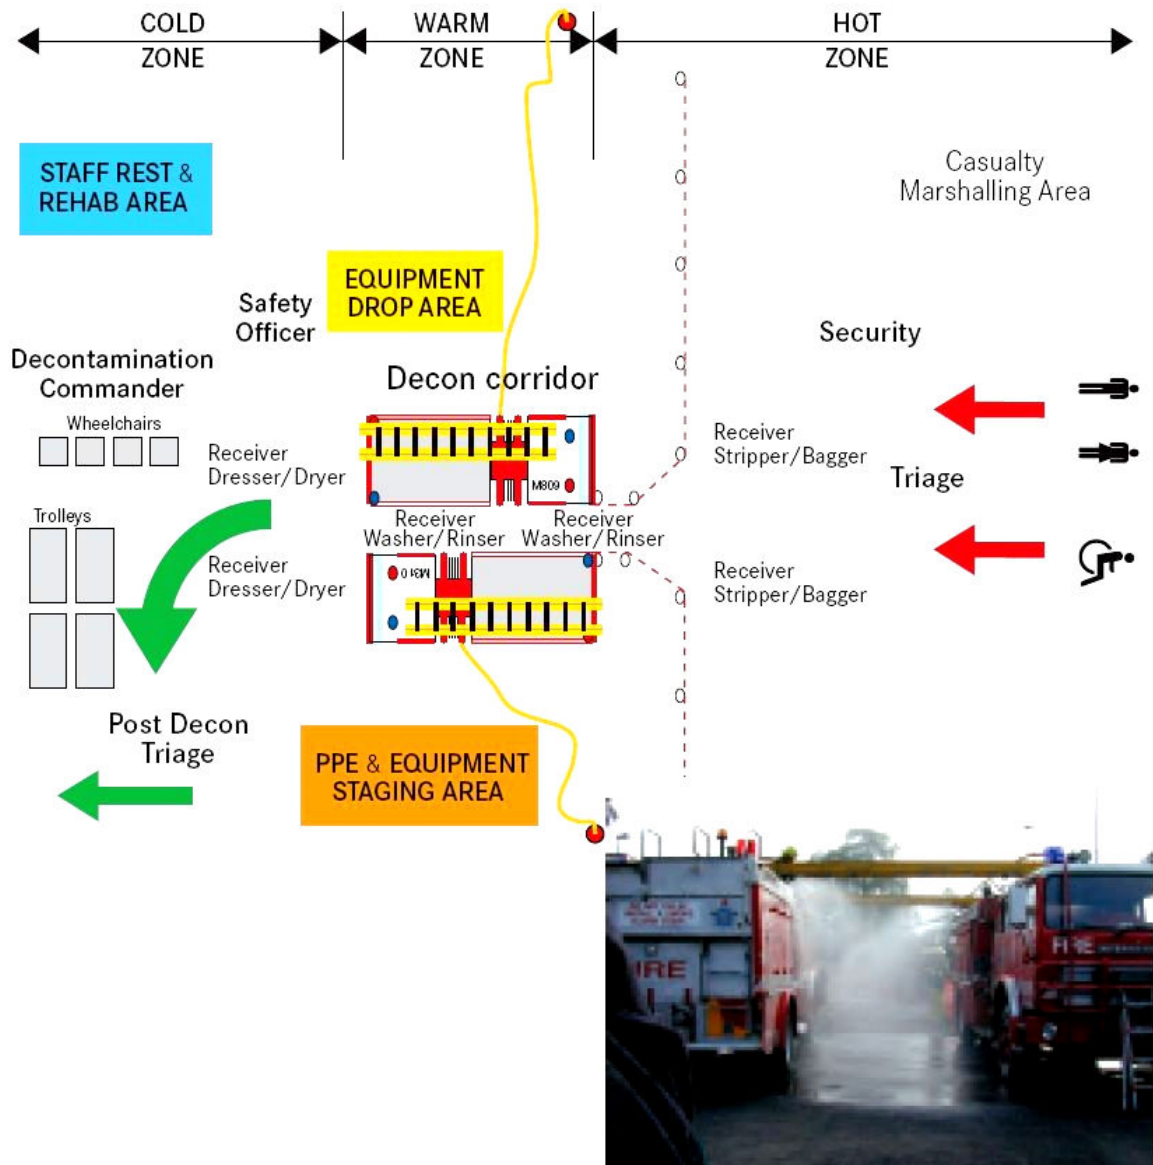 COLD
ZONE
WARM
ZONE
HOT
ZONE
STAFF REST &
REHAB AREA
Casualty
Marshalling Area
EQUIPMENT
DROP AREA
Safety
Officer
Security
Decontamination
Commander
Decon corridor
Wheelchairs
Receiver
Dresser/Dryer
Receiver
Stripper/Bagger
Triage
M809
Trolleys
Receiver
Washer/Rinser
Receiver
Washer/Rinser
Receiver
Dresser/Dryer
Receiver
Stripper/Bagger
Post Decon
Triage
PPE & EQUIPMENT
STAGING AREA
FIRE
FIRE